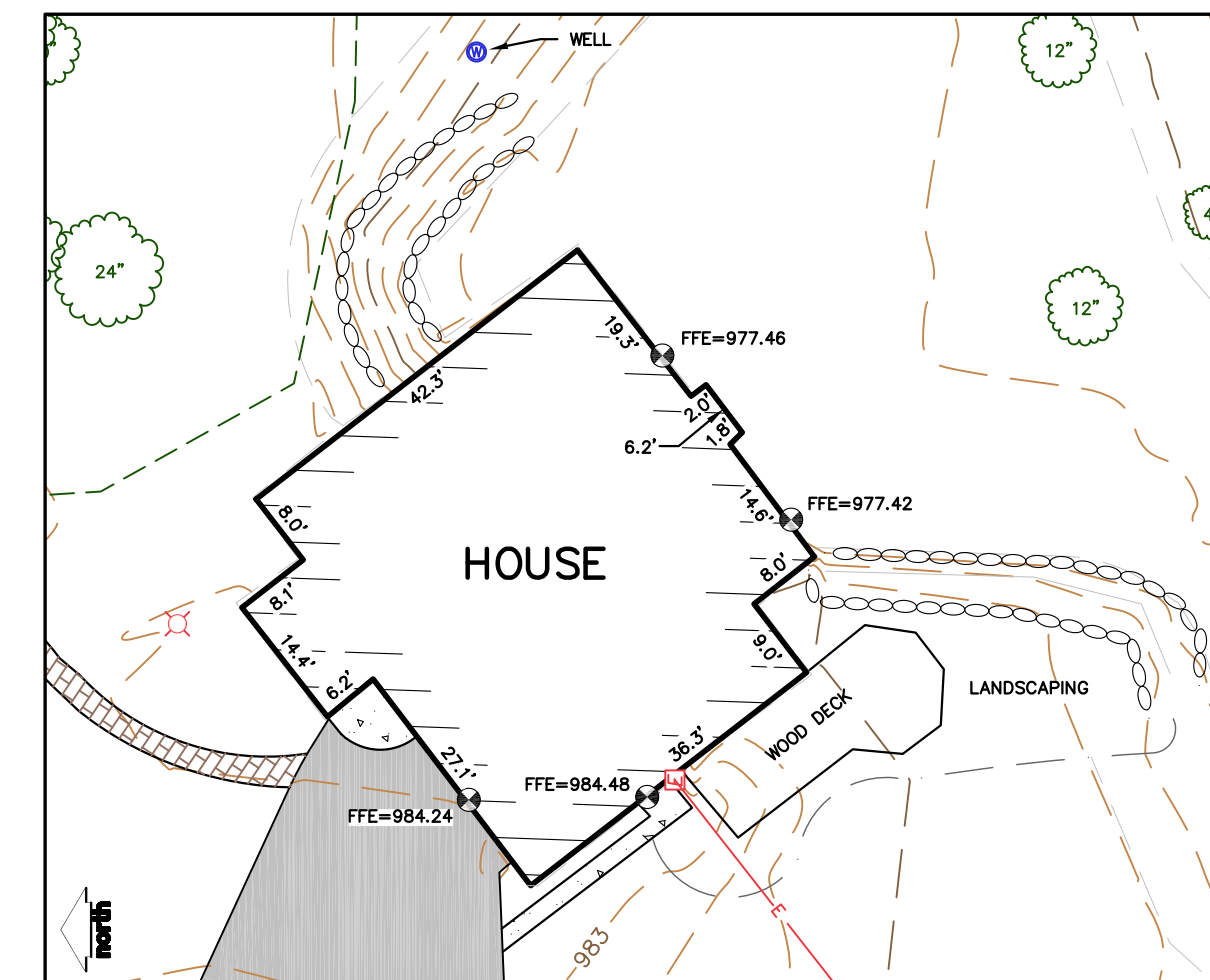 W
WELL
12"
24"
4
12"
19.3'
FFE=977.46
42.3'
2.0'
1.8'
6.2'
14.6'
FFE=977.42
8.0'
HOUSE
8.0'
8.1'
14.4'
9.0'
6.2'
LANDSCAPING
WOOD DECK
36.3'
27.1'
FFE=984.48
E
FFE=984.24
E
north
983